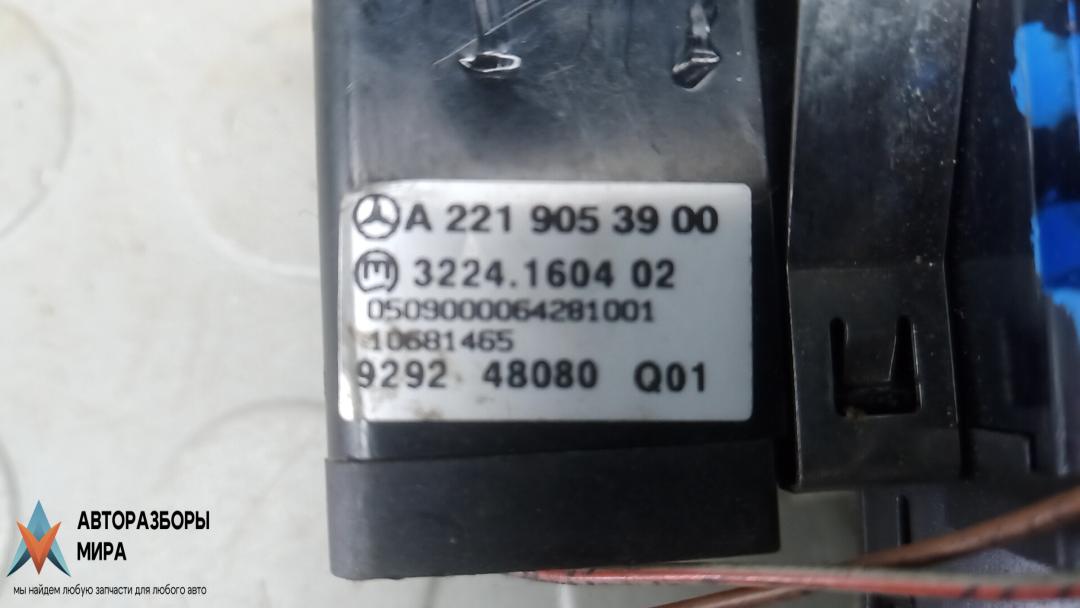 A 221 905 39 00
3224.1604 02
0509000064281001
10681465
9292 48080 Q01
АВТОРАЗБОРЫ
МИРА
мы найдем любую запчасти для любого авто